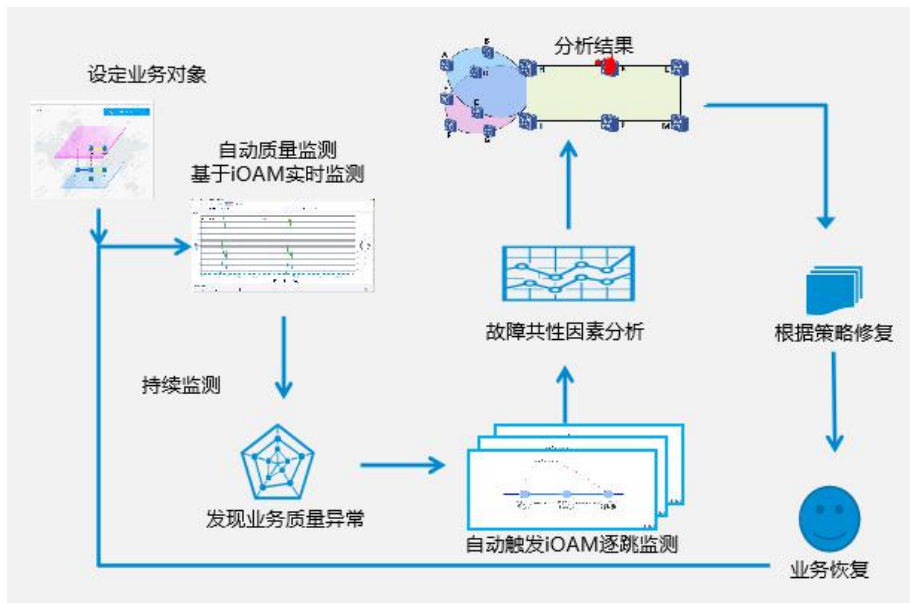 设定业务对象
自动质量监测
基于iOAM实时监测
持续监测
发现业务质量异常
自动触发iOAM逐跳监测
故障共性因素分析
分析结果
A
B
H
K
L
E
F
G
I
M
根据策略修复
业务恢复